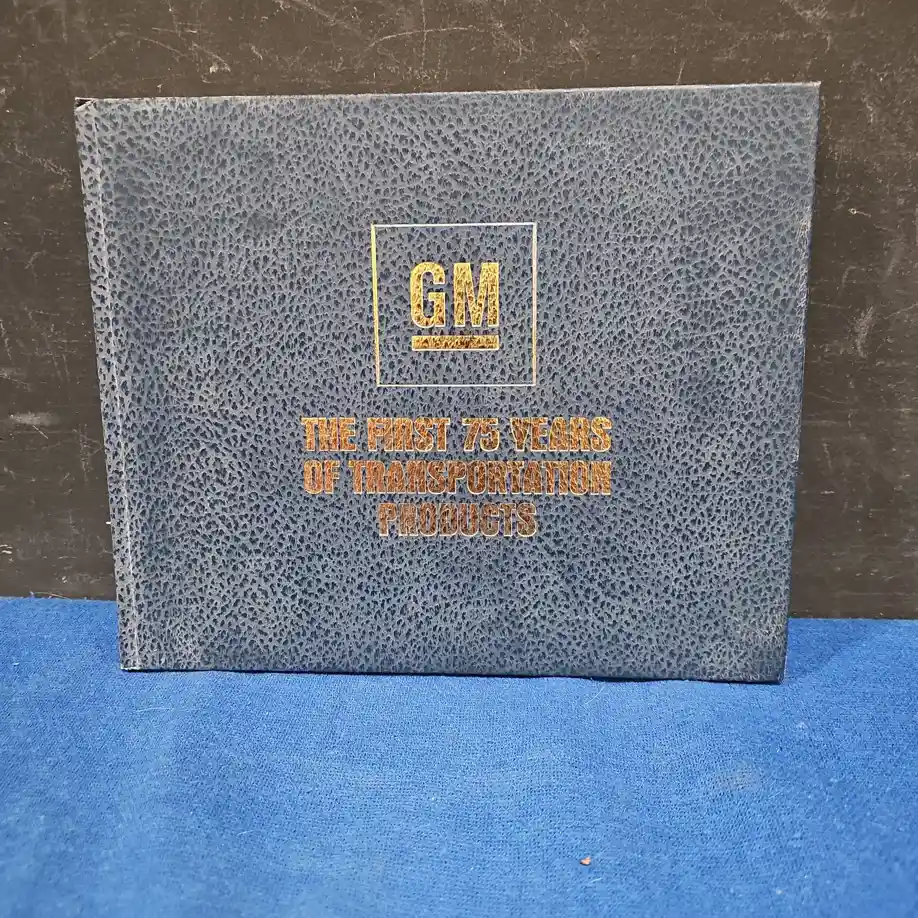 GM
THE FIRST 75 YEARS
OF TRANSPORTATION
PRODUCTS